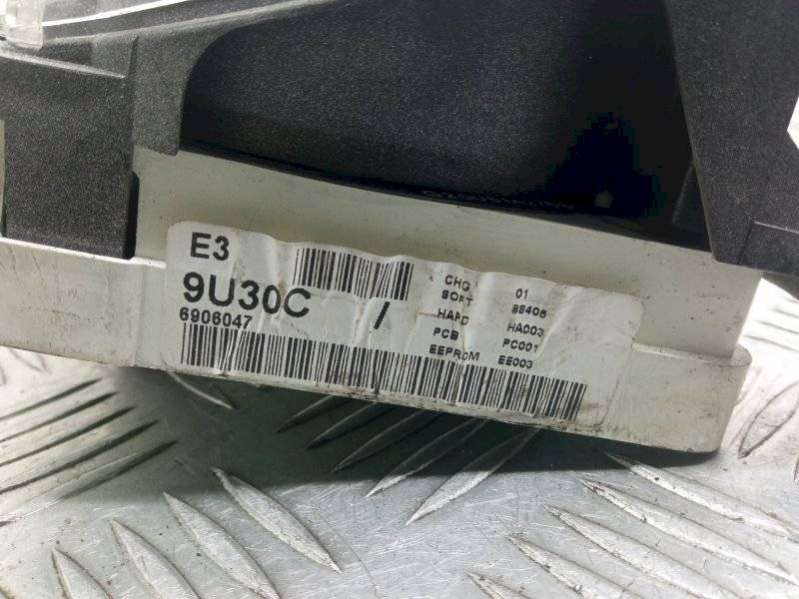 E3
9U30C /
6906047
CHG 01
SOFT 88406
HARD HA003
PCB PC001
EEPROM EE003